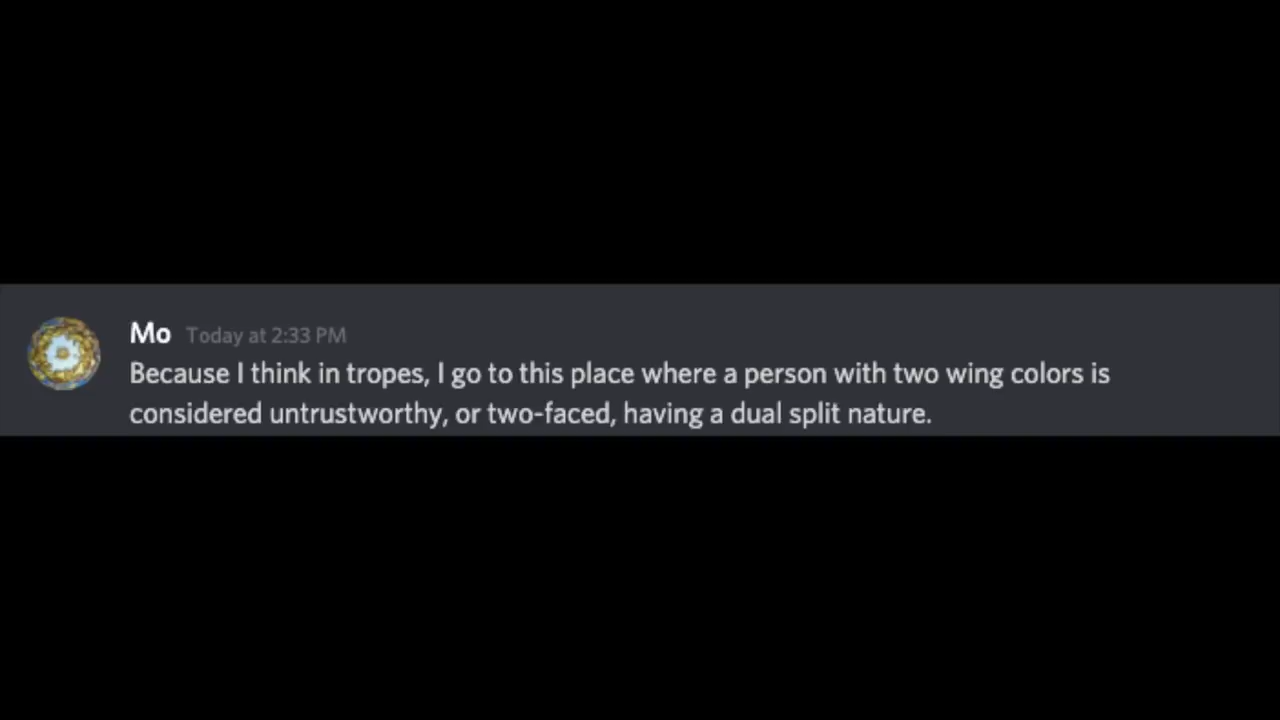 Mo Today at 2:33 PM
Because I think in tropes, I go to this place where a person with two wing colors is
considered untrustworthy, or two-faced, having a dual split nature.